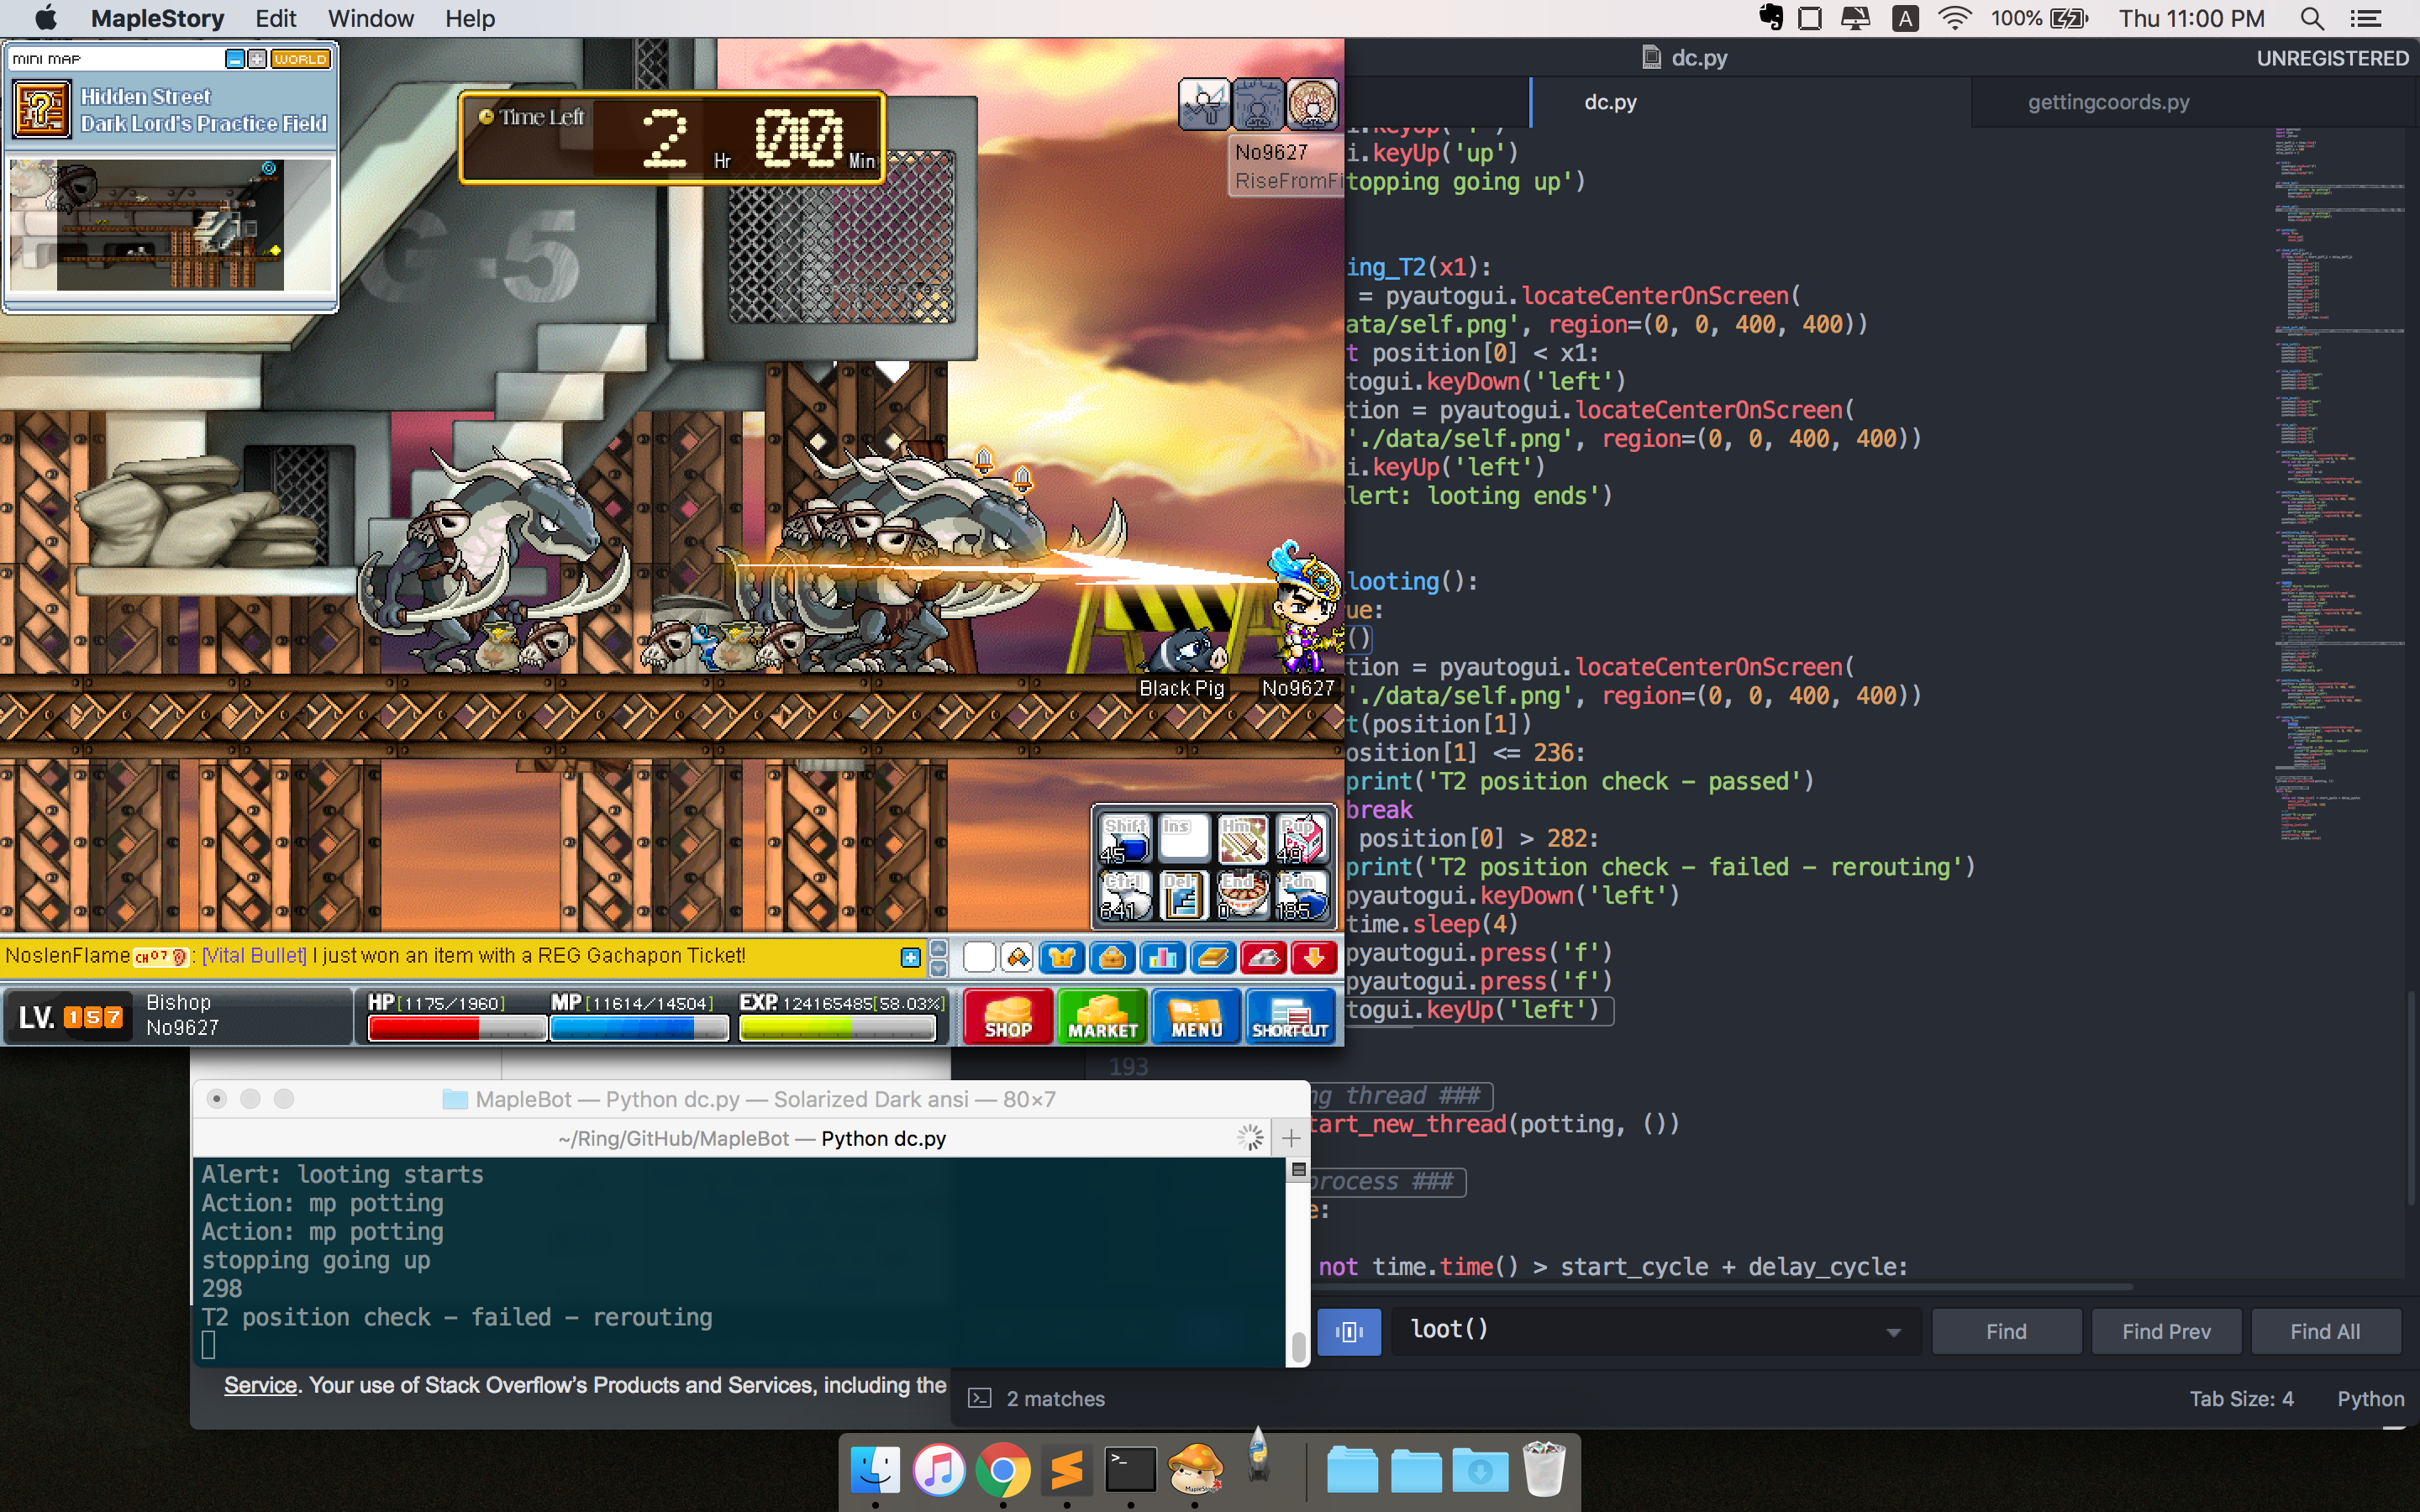 MapleStory Edit Window Help
A 100% Thu 11:00 PM
MINI MAP WORLD
Hidden Street
Dark Lord's Practice Field
Time Left 2 Hr 00 Min
G-5
No9627
RiseFromFi
Black Pig No9627
Shift Ins Hm Pup
45 49
Ctrl Del End Pdn
641 0 185
NoslenFlame CH07 : [Vital Bullet] I just won an item with a REG Gachapon Ticket!
LV. 157 Bishop
No9627
HP[1175/1960] MP[11614/14504] EXP. 124165485[58.03%]
SHOP MARKET MENU SHORTCUT
dc.py UNREGISTERED
dc.py gettingcoords.py
i.keyUp('up')
topping going up')
ing_T2(x1):
= pyautogui.locateCenterOnScreen(
ata/self.png', region=(0, 0, 400, 400))
t position[0] < x1:
togui.keyDown('left')
tion = pyautogui.locateCenterOnScreen(
'./data/self.png', region=(0, 0, 400, 400))
i.keyUp('left')
lert: looting ends')
looting():
ue:
()
tion = pyautogui.locateCenterOnScreen(
'./data/self.png', region=(0, 0, 400, 400))
t(position[1])
osition[1] <= 236:
print('T2 position check – passed')
break
position[0] > 282:
print('T2 position check – failed – rerouting')
pyautogui.keyDown('left')
time.sleep(4)
pyautogui.press('f')
pyautogui.press('f')
togui.keyUp('left')
193
ng thread ###
tart_new_thread(potting, ())
process ###
e:
not time.time() > start_cycle + delay_cycle:
MapleBot — Python dc.py — Solarized Dark ansi — 80×7
~/Ring/GitHub/MapleBot — Python dc.py
Alert: looting starts
Action: mp potting
Action: mp potting
stopping going up
298
T2 position check – failed – rerouting
Service. Your use of Stack Overflow's Products and Services, including the
loot() Find Find Prev Find All
2 matches Tab Size: 4 Python